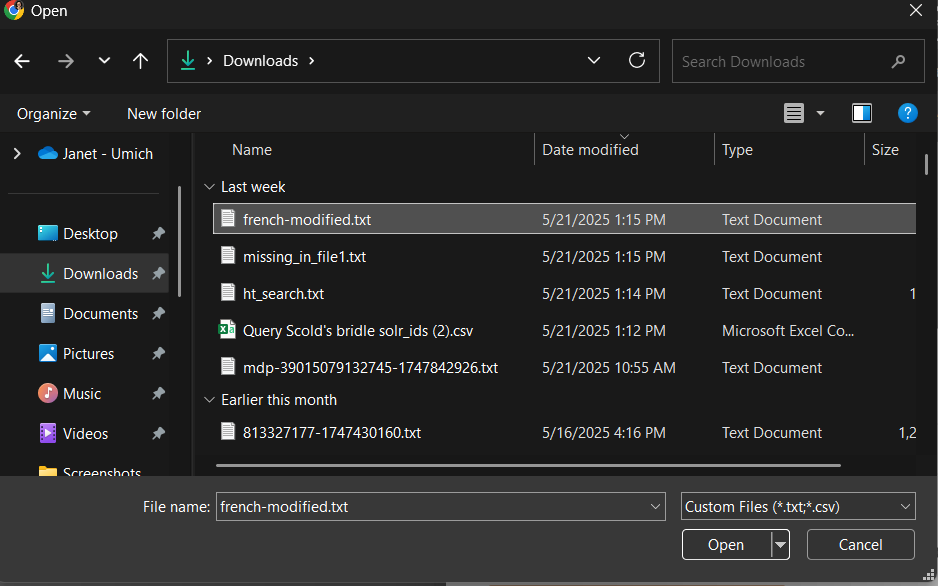 Open
Downloads
Search Downloads
Organize
New folder
?
Janet - Umich
Desktop
Downloads
Documents
Pictures
Music
Videos
Screenshots
Name Date modified Type Size
Last week
french-modified.txt 5/21/2025 1:15 PM Text Document
missing_in_file1.txt 5/21/2025 1:15 PM Text Document
ht_search.txt 5/21/2025 1:14 PM Text Document 1
Query Scold's bridle solr_ids (2).csv 5/21/2025 1:12 PM Microsoft Excel Co...
mdp-39015079132745-1747842926.txt 5/21/2025 10:55 AM Text Document
Earlier this month
813327177-1747430160.txt 5/16/2025 4:16 PM Text Document 1,2
File name: french-modified.txt Custom Files (*.txt;*.csv)
Open Cancel